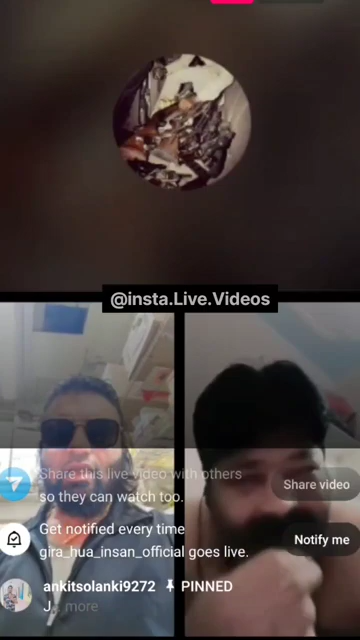 @insta.Live.Videos
Share this live video with others
so they can watch too.
Share video
Get notified every time
gira_hua_insan_official goes live.
Notify me
ankitsolanki9272 PINNED
J... more